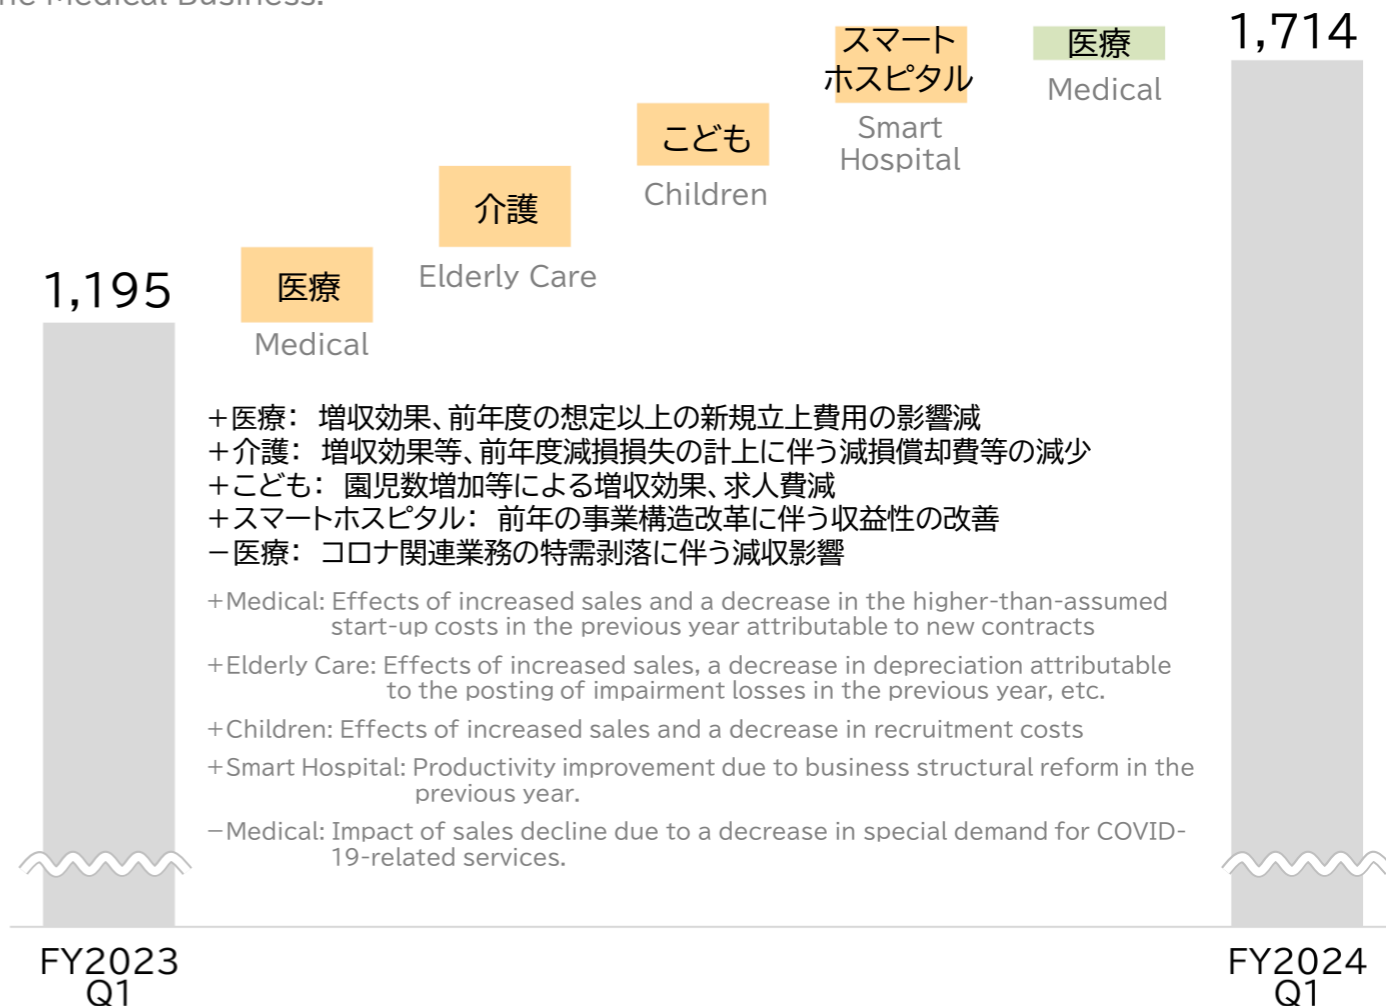 he Medical Business.
1,714
スマート
ホスピタル
医療
Medical
Smart
Hospital
こども
Children
介護
Elderly Care
1,195
医療
Medical
+医療: 増収効果、前年度の想定以上の新規立上費用の影響減
+介護: 増収効果等、前年度減損損失の計上に伴う減損償却費等の減少
+こども: 園児数増加等による増収効果、求人費減
+スマートホスピタル: 前年の事業構造改革に伴う収益性の改善
-医療: コロナ関連業務の特需剥落に伴う減収影響
+Medical: Effects of increased sales and a decrease in the higher-than-assumed
start-up costs in the previous year attributable to new contracts
+Elderly Care: Effects of increased sales, a decrease in depreciation attributable
to the posting of impairment losses in the previous year, etc.
+Children: Effects of increased sales and a decrease in recruitment costs
+Smart Hospital: Productivity improvement due to business structural reform in the
previous year.
-Medical: Impact of sales decline due to a decrease in special demand for COVID-
19-related services.
FY2023
Q1
FY2024
Q1